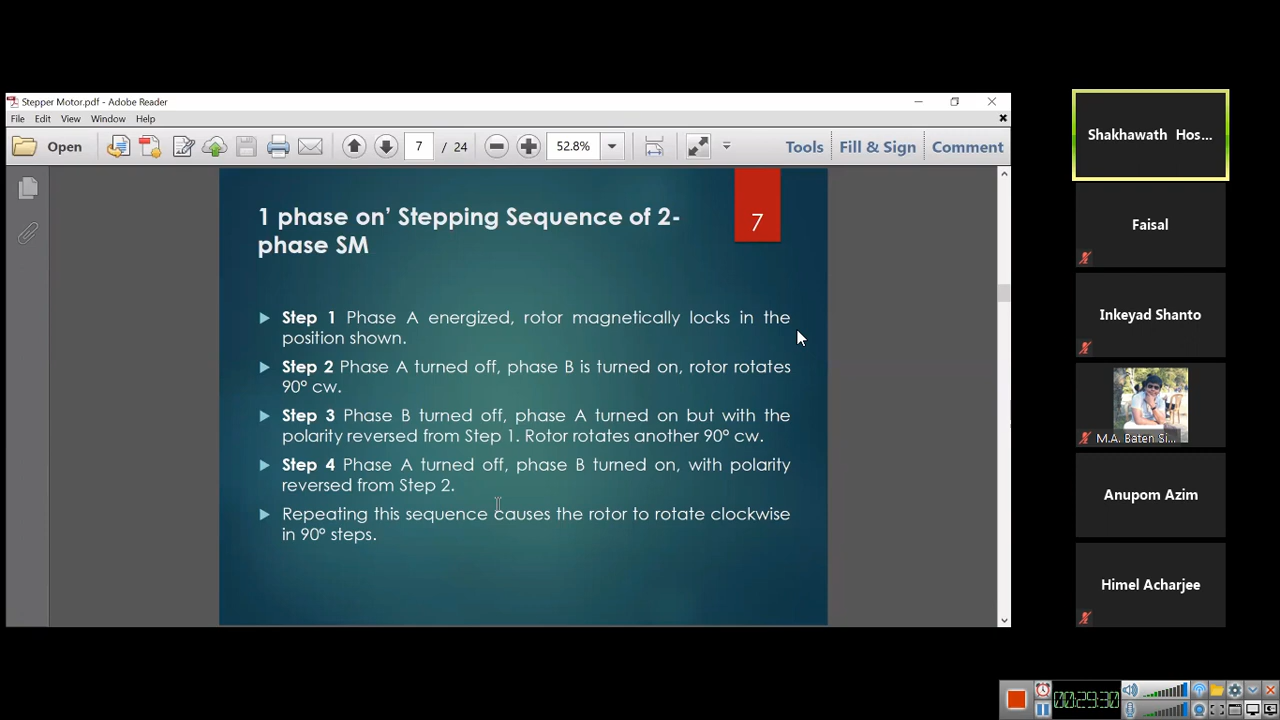 Stepper Motor.pdf - Adobe Reader
File Edit View Window Help
Open 7 / 24 52.8% Tools Fill & Sign Comment
1 phase on’ Stepping Sequence of 2-
phase SM
7
Step 1 Phase A energized, rotor magnetically locks in the
position shown.
Step 2 Phase A turned off, phase B is turned on, rotor rotates
90° cw.
Step 3 Phase B turned off, phase A turned on but with the
polarity reversed from Step 1. Rotor rotates another 90° cw.
Step 4 Phase A turned off, phase B turned on, with polarity
reversed from Step 2.
Repeating this sequence causes the rotor to rotate clockwise
in 90° steps.
Shakhawath Hos...
Faisal
Inkeyad Shanto
M.A. Baten Si...
Anupom Azim
Himel Acharjee
00:29:30